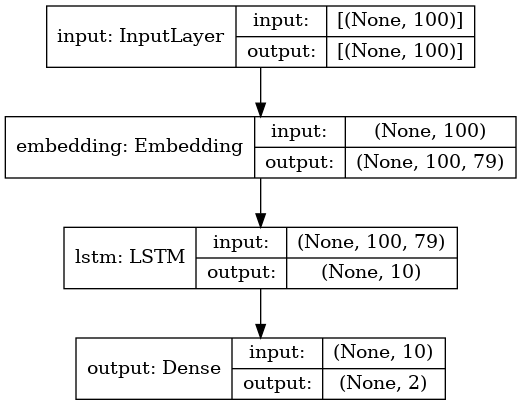 input: InputLayer
input:
[(None, 100)]
output:
[(None, 100)]
embedding: Embedding
input:
(None, 100)
output:
(None, 100, 79)
lstm: LSTM
input:
(None, 100, 79)
output:
(None, 10)
output: Dense
input:
(None, 10)
output:
(None, 2)